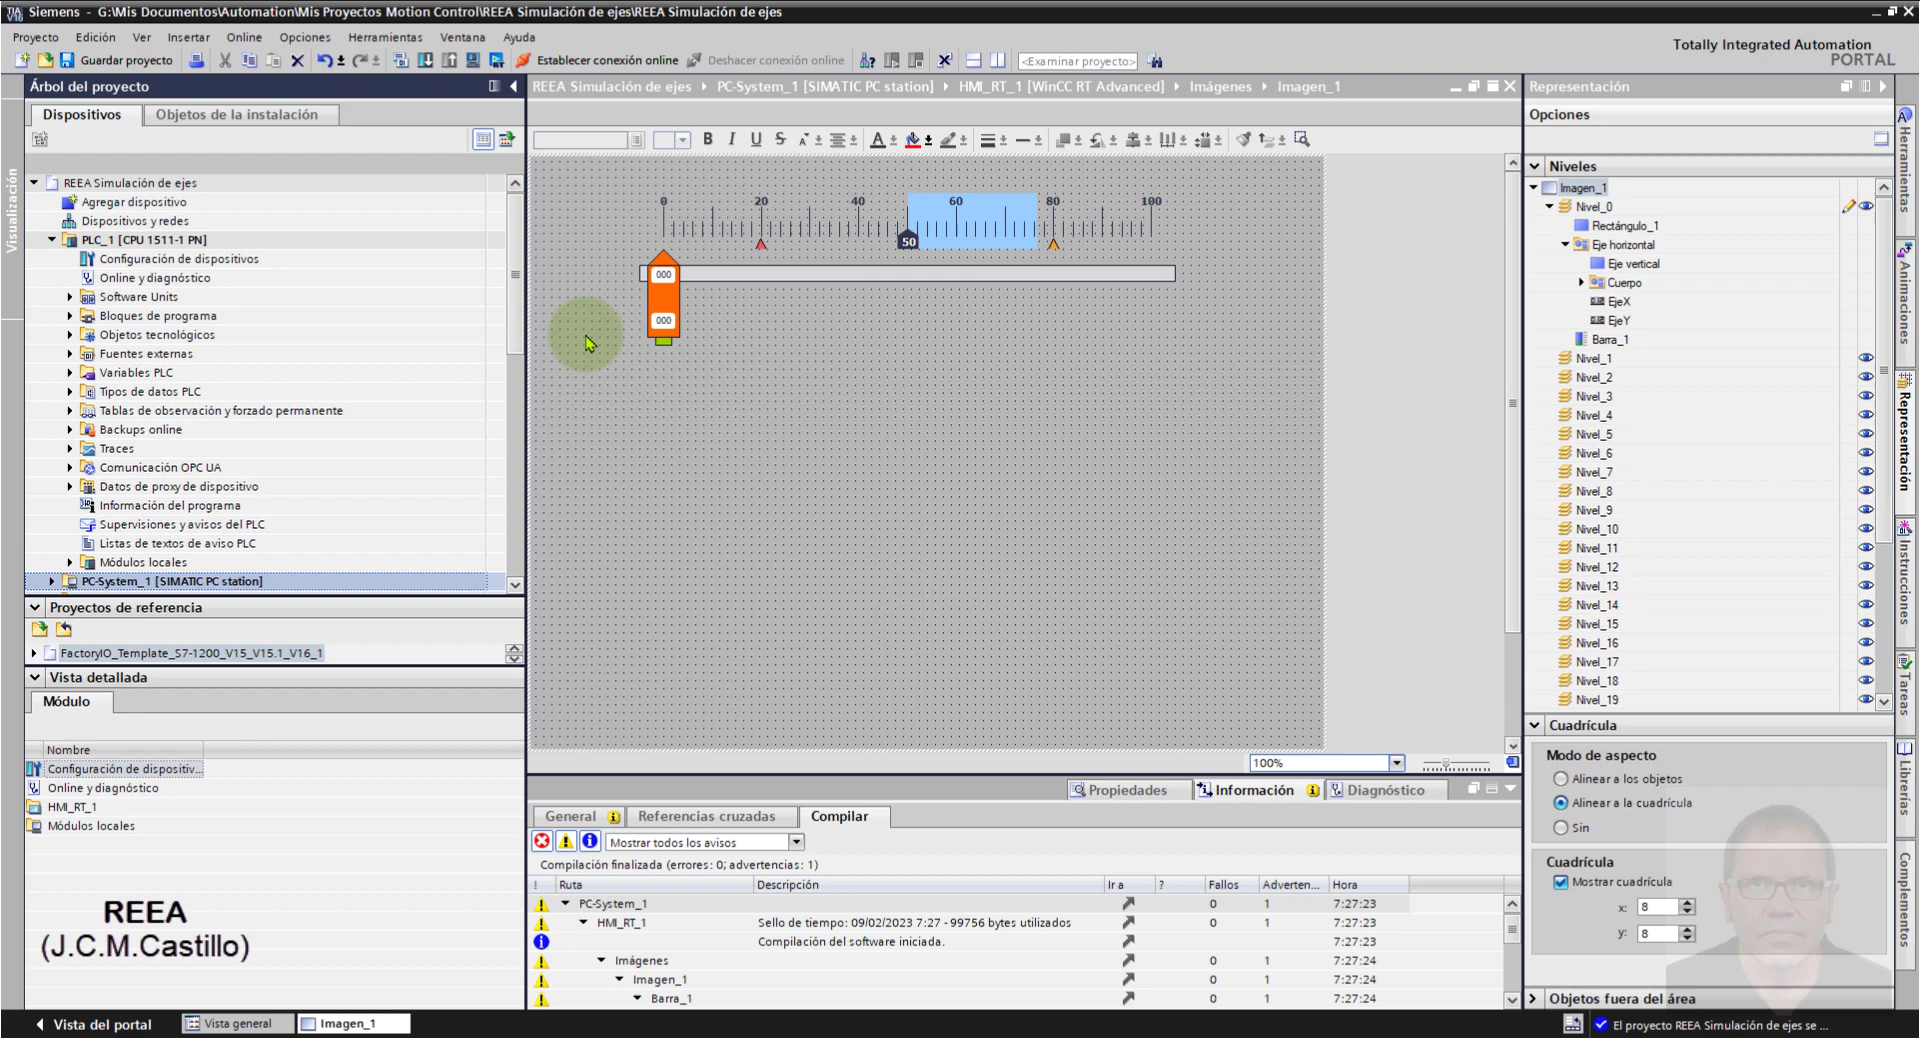 Siemens - G:\Mis Documentos\Automation\Mis Proyectos Motion Control\REEA Simulación de ejes\REEA Simulación de ejes
Proyecto Edición Ver Insertar Online Opciones Herramientas Ventana Ayuda
Totally Integrated Automation
PORTAL
Guardar proyecto
Establecer conexión online
Deshacer conexión online
<Examinar proyecto>
Árbol del proyecto
Dispositivos
Objetos de la instalación
Visualización
REEA Simulación de ejes
Agregar dispositivo
Dispositivos y redes
PLC_1 [CPU 1511-1 PN]
Configuración de dispositivos
Online y diagnóstico
Software Units
Bloques de programa
Objetos tecnológicos
Fuentes externas
Variables PLC
Tipos de datos PLC
Tablas de observación y forzado permanente
Backups online
Traces
Comunicación OPC UA
Datos de proxy de dispositivo
Información del programa
Supervisiones y avisos del PLC
Listas de textos de aviso PLC
Módulos locales
PC-System_1 [SIMATIC PC station]
Proyectos de referencia
FactoryIO_Template_S7-1200_V15_V15.1_V16_1
Vista detallada
Módulo
Nombre
Configuración de dispositiv...
Online y diagnóstico
HMI_RT_1
Módulos locales
REEA
(J.C.M.Castillo)
REEA Simulación de ejes PC-System_1 [SIMATIC PC station] HMI_RT_1 [WinCC RT Advanced] Imágenes Imagen_1
B I U S A
0 20 40 60 80 100
50
000
000
100%
Propiedades Información Diagnóstico
General Referencias cruzadas Compilar
Mostrar todos los avisos
Compilación finalizada (errores: 0; advertencias: 1)
! Ruta Descripción Ir a ? Fallos Adverten... Hora
PC-System_1 0 1 7:27:23
HMI_RT_1 Sello de tiempo: 09/02/2023 7:27 - 99756 bytes utilizados 0 1 7:27:23
Compilación del software iniciada. 7:27:23
Imágenes 0 1 7:27:24
Imagen_1 0 1 7:27:24
Barra_1 0 1 7:27:24
Representación
Opciones
Niveles
Imagen_1
Nivel_0
Rectángulo_1
Eje horizontal
Eje vertical
Cuerpo
EjeX
EjeY
Barra_1
Nivel_1
Nivel_2
Nivel_3
Nivel_4
Nivel_5
Nivel_6
Nivel_7
Nivel_8
Nivel_9
Nivel_10
Nivel_11
Nivel_12
Nivel_13
Nivel_14
Nivel_15
Nivel_16
Nivel_17
Nivel_18
Nivel_19
Cuadrícula
Modo de aspecto
Alinear a los objetos
Alinear a la cuadrícula
Sin
Cuadrícula
Mostrar cuadrícula
x: 8
y: 8
Objetos fuera del área
Herramientas
Animaciones
Representación
Instrucciones
Tareas
Librerías
Complementos
Vista del portal
Vista general
Imagen_1
El proyecto REEA Simulación de ejes se ...